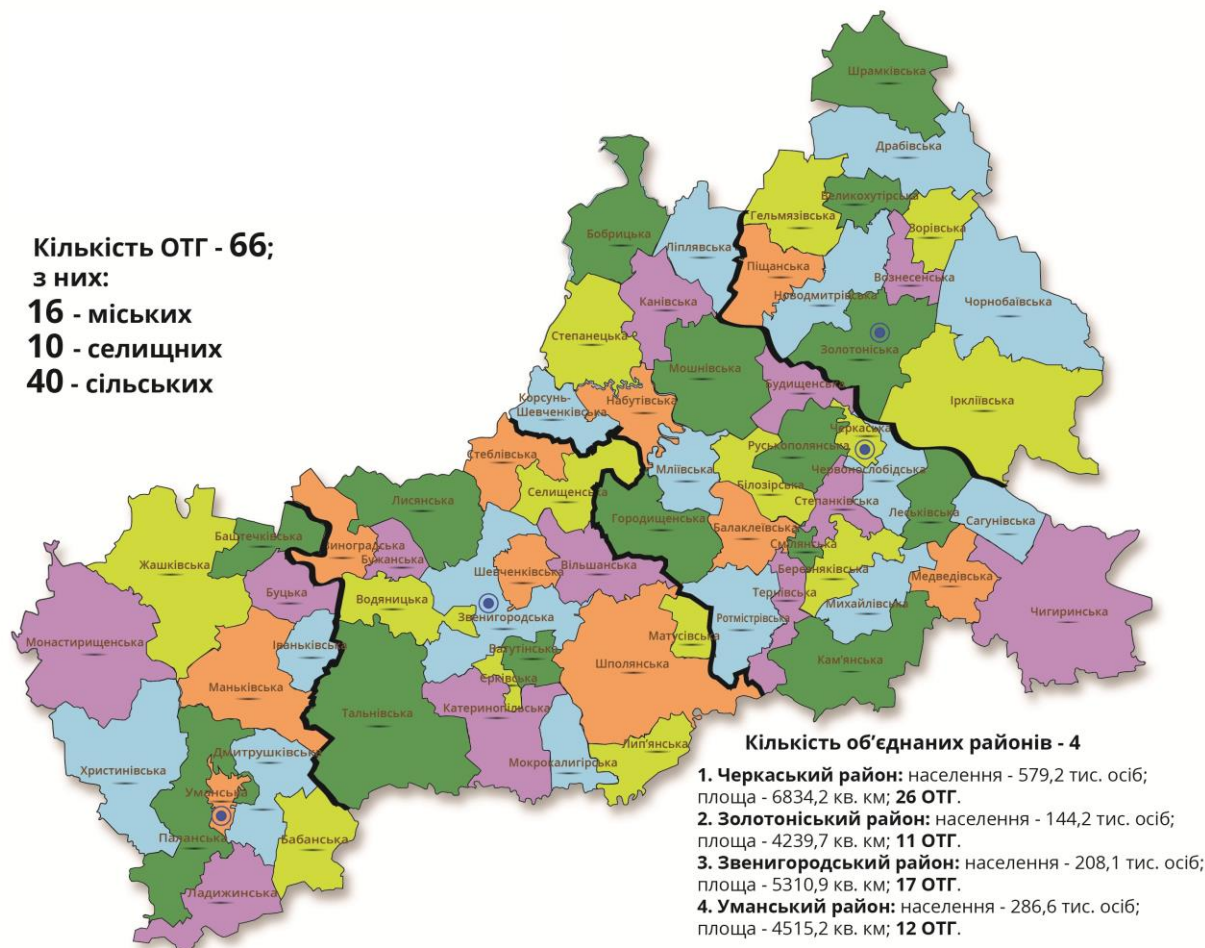 Кількість ОТГ - 66;
з них:
16 - міських
10 - селищних
40 - сільських
Шрамківська
Драбівська
Великохутірська
Гельмязівська
Ворівська
Бобрицька
Ліплявська
Піщанська
Вознесенська
Новодмитрівська
Чорнобаївська
Канівська
Степанецька
Золотоніська
Мошнівська
Будищенська
Іркліївська
Корсунь-
Шевченківська
Набутівська
Черкаська
Руськополянська
Стеблівська
Мліївська
Червонослобідська
Селищенська
Білозірська
Лисянська
Степанківська
Леськівська
Городищенська
Сагунівська
Балаклеївська
Баштечківська
Виноградська
Смілянська
Бужанська
Вільшанська
Жашківська
Шевченківська
Березняківська
Медведівська
Буцька
Водяницька
Тернівська
Михайлівська
Чигиринська
Звенигородська
Ротмістрівська
Матусівська
Монастирищенська
Іваньківська
Ватутінська
Шполянська
Кам'янська
Єрківська
Маньківська
Катеринопільська
Тальнівська
Лип'янська
Дмитрушківська
Мокрокалигірська
Христинівська
Уманська
Паланська
Бабанська
Ладижинська
Кількість об’єднаних районів - 4
1. Черкаський район: населення - 579,2 тис. осіб;
площа - 6834,2 кв. км; 26 ОТГ.
2. Золотоніський район: населення - 144,2 тис. осіб;
площа - 4239,7 кв. км; 11 ОТГ.
3. Звенигородський район: населення - 208,1 тис. осіб;
площа - 5310,9 кв. км; 17 ОТГ.
4. Уманський район: населення - 286,6 тис. осіб;
площа - 4515,2 кв. км; 12 ОТГ.